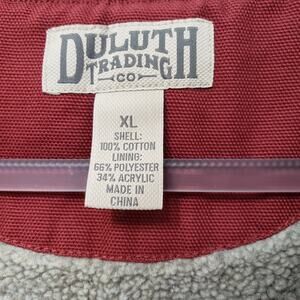 DULUTH
TRADING
CO
XL
SHELL:
100% COTTON
LINING:
66% POLYESTER
34% ACRYLIC
MADE IN
CHINA